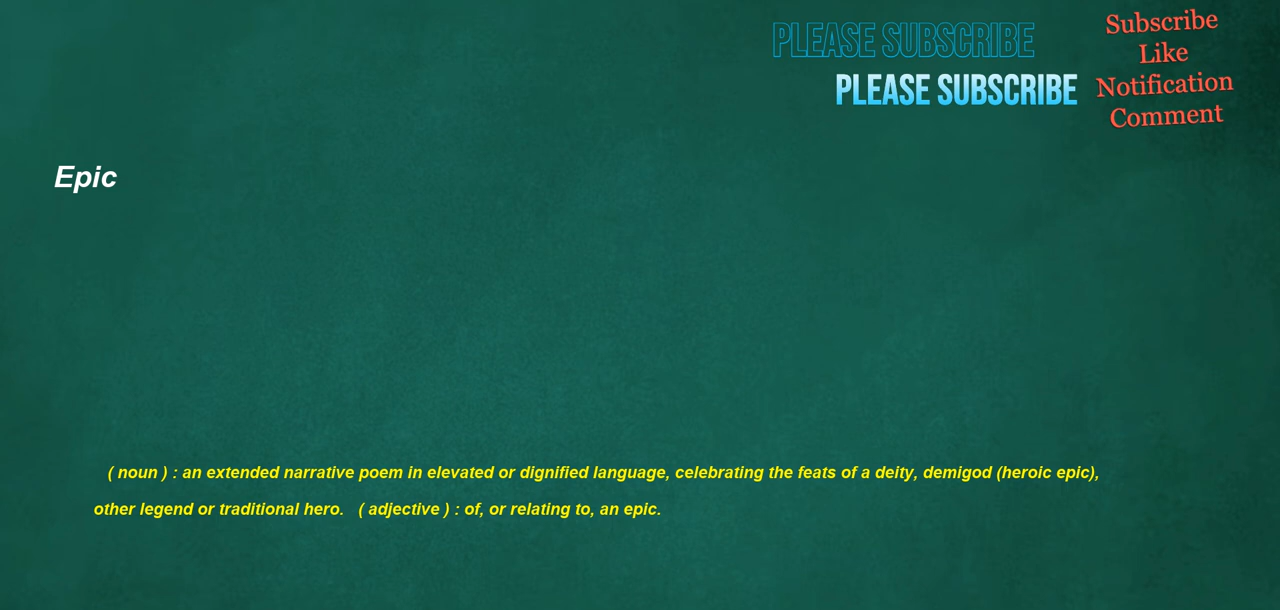 PLEASE SUBSCRIBE
PLEASE SUBSCRIBE
Subscribe
Like
Notification
Comment
Epic
( noun ) : an extended narrative poem in elevated or dignified language, celebrating the feats of a deity, demigod (heroic epic),
other legend or traditional hero. ( adjective ) : of, or relating to, an epic.